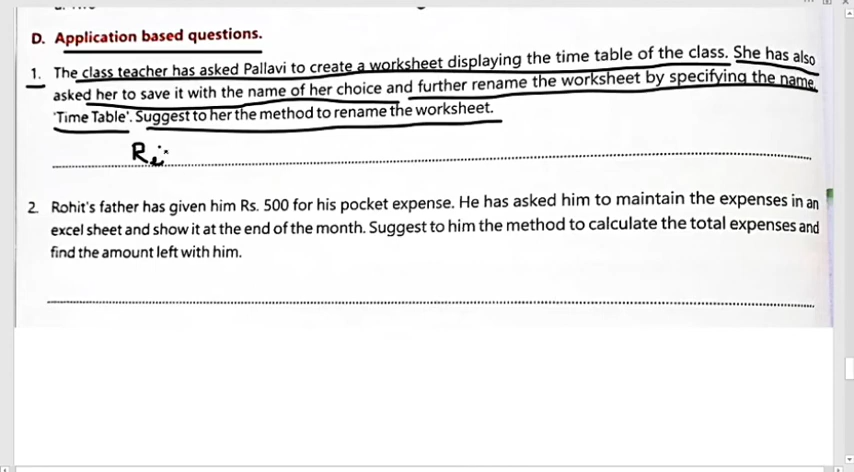 D. Application based questions.
1. The class teacher has asked Pallavi to create a worksheet displaying the time table of the class. She has also
asked her to save it with the name of her choice and further rename the worksheet by specifying the name,
'Time Table'. Suggest to her the method to rename the worksheet.
2. Rohit's father has given him Rs. 500 for his pocket expense. He has asked him to maintain the expenses in an
excel sheet and show it at the end of the month. Suggest to him the method to calculate the total expenses and
find the amount left with him.